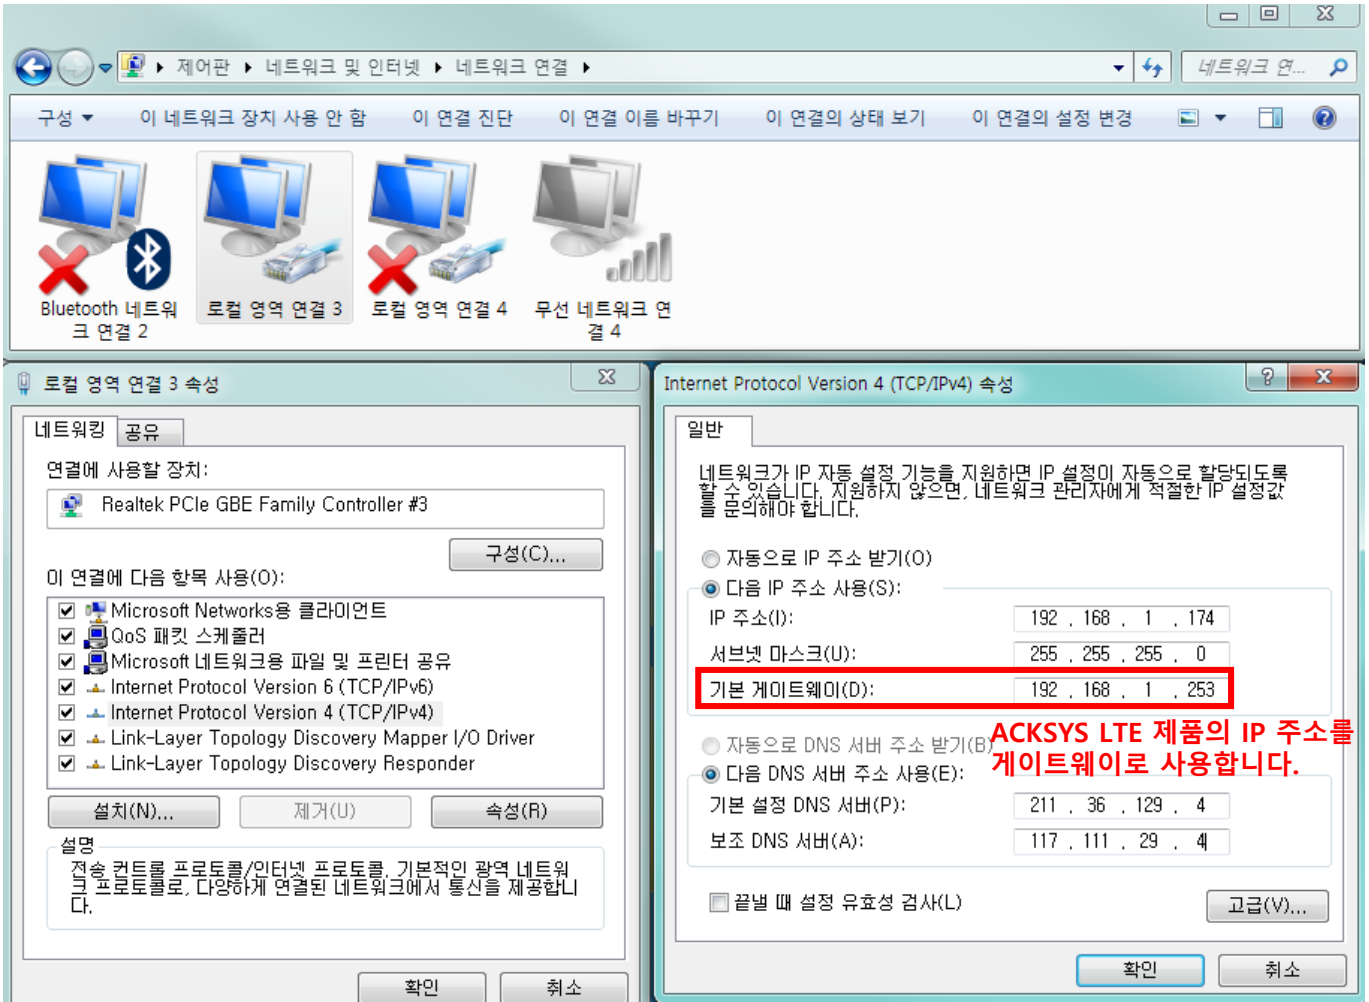 제어판 ▸ 네트워크 및 인터넷 ▸ 네트워크 연결 ▸
네트워크 연...
구성 이 네트워크 장치 사용 안 함 이 연결 진단 이 연결 이름 바꾸기 이 연결의 상태 보기 이 연결의 설정 변경
Bluetooth 네트워
크 연결 2
로컬 영역 연결 3
로컬 영역 연결 4
무선 네트워크 연
결 4
로컬 영역 연결 3 속성
네트워킹 공유
연결에 사용할 장치:
Realtek PCIe GBE Family Controller #3
구성(C)...
이 연결에 다음 항목 사용(O):
Microsoft Networks용 클라이언트
QoS 패킷 스케줄러
Microsoft 네트워크용 파일 및 프린터 공유
Internet Protocol Version 6 (TCP/IPv6)
Internet Protocol Version 4 (TCP/IPv4)
Link-Layer Topology Discovery Mapper I/O Driver
Link-Layer Topology Discovery Responder
설치(N)... 제거(U) 속성(R)
설명
전송 컨트롤 프로토콜/인터넷 프로토콜. 기본적인 광역 네트워
크 프로토콜로, 다양하게 연결된 네트워크에서 통신을 제공합니
다.
확인 취소
Internet Protocol Version 4 (TCP/IPv4) 속성
일반
네트워크가 IP 자동 설정 기능을 지원하면 IP 설정이 자동으로 할당되도록
할 수 있습니다. 지원하지 않으면, 네트워크 관리자에게 적절한 IP 설정값
을 문의해야 합니다.
자동으로 IP 주소 받기(O)
다음 IP 주소 사용(S):
IP 주소(I): 192 . 168 . 1 . 174
서브넷 마스크(U): 255 . 255 . 255 . 0
기본 게이트웨이(D): 192 . 168 . 1 . 253
ACKSYS LTE 제품의 IP 주소를
게이트웨이로 사용합니다.
자동으로 DNS 서버 주소 받기(B)
다음 DNS 서버 주소 사용(E):
기본 설정 DNS 서버(P): 211 . 36 . 129 . 4
보조 DNS 서버(A): 117 . 111 . 29 . 4
끝낼 때 설정 유효성 검사(L)
고급(V)...
확인 취소